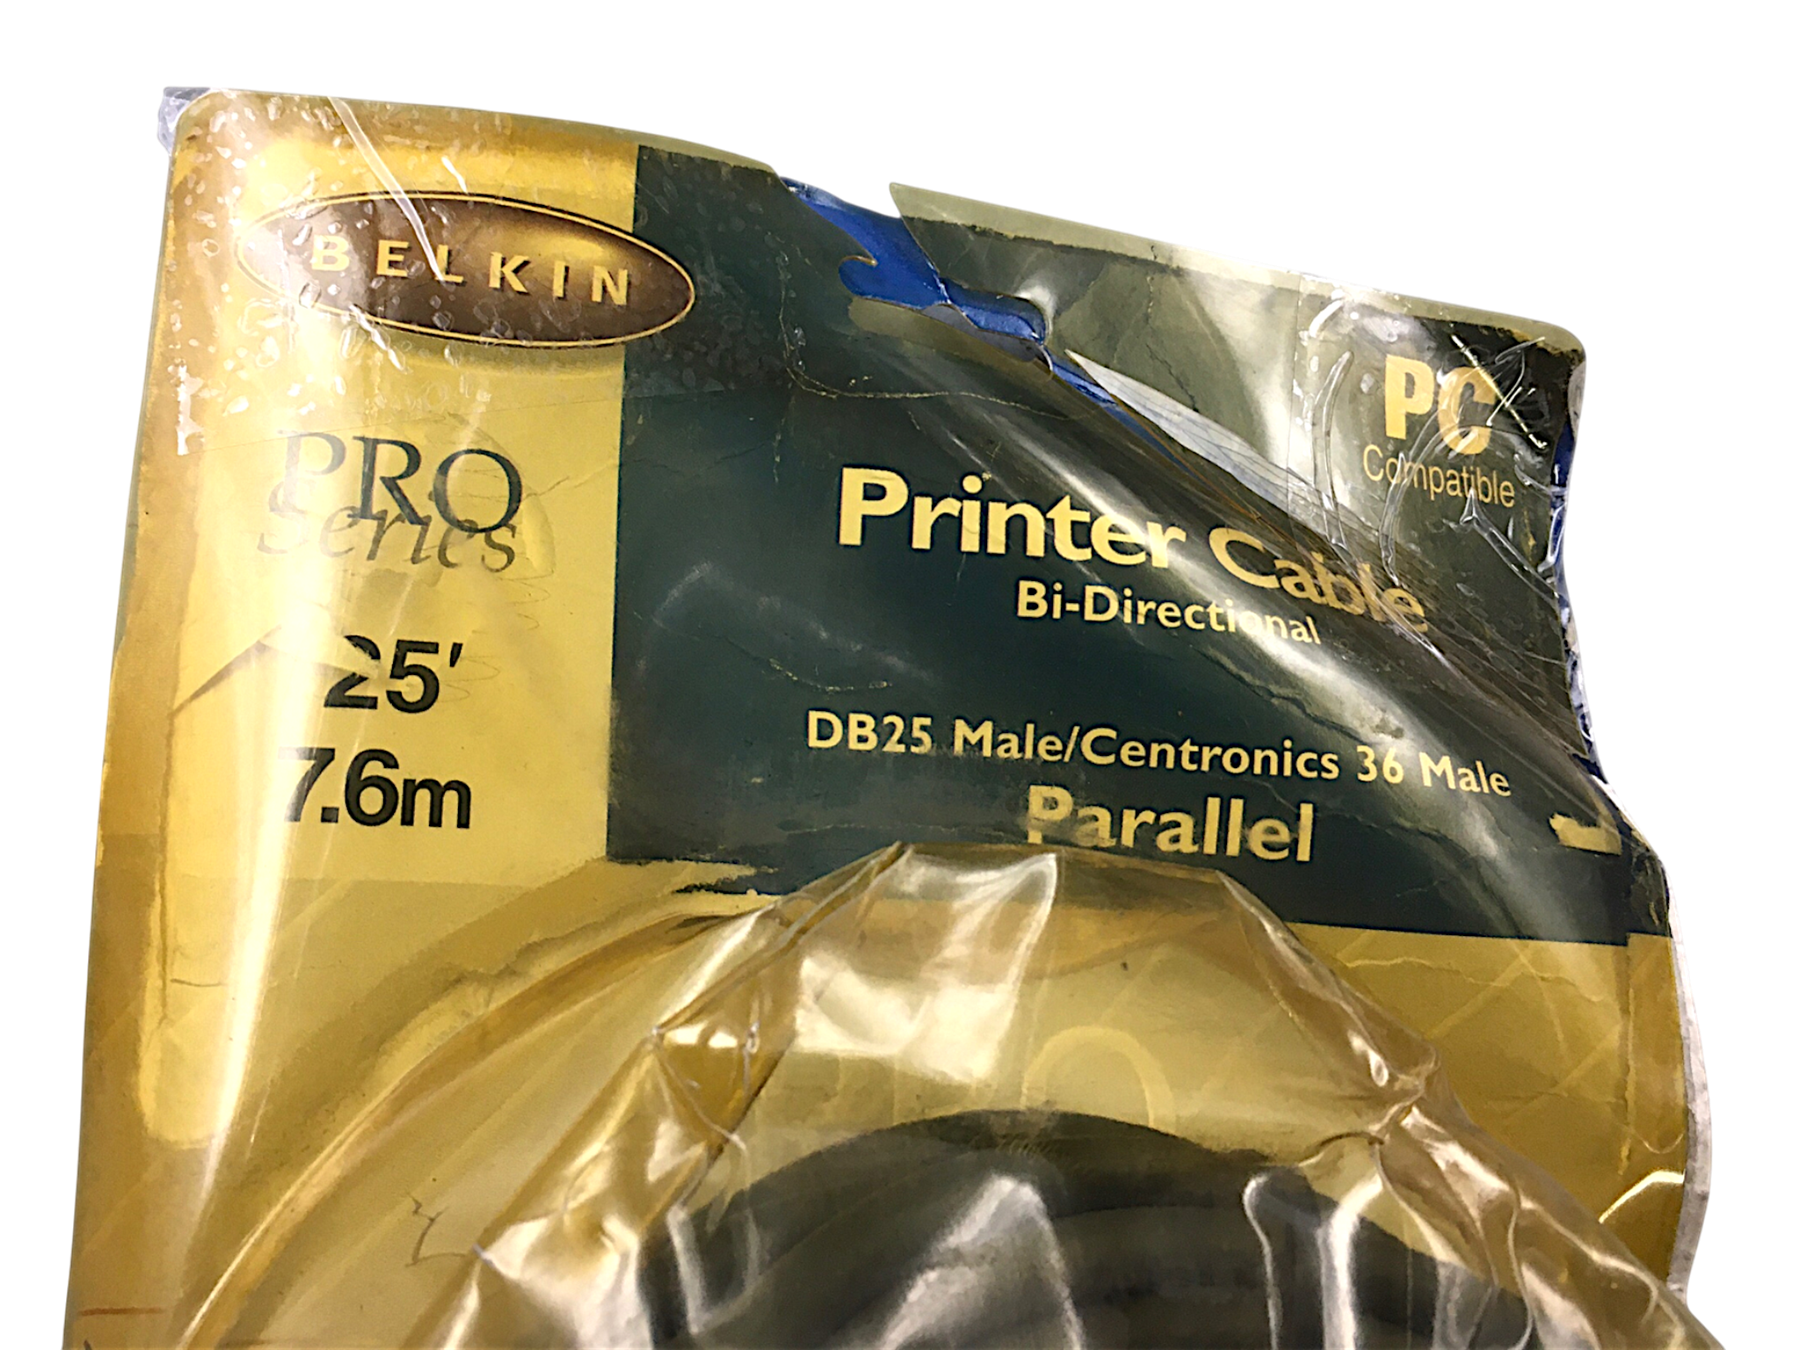 BELKIN
PRO
Series
25'
7.6m
PC
Compatible
Printer Cable
Bi-Directional
DB25 Male/Centronics 36 Male
Parallel